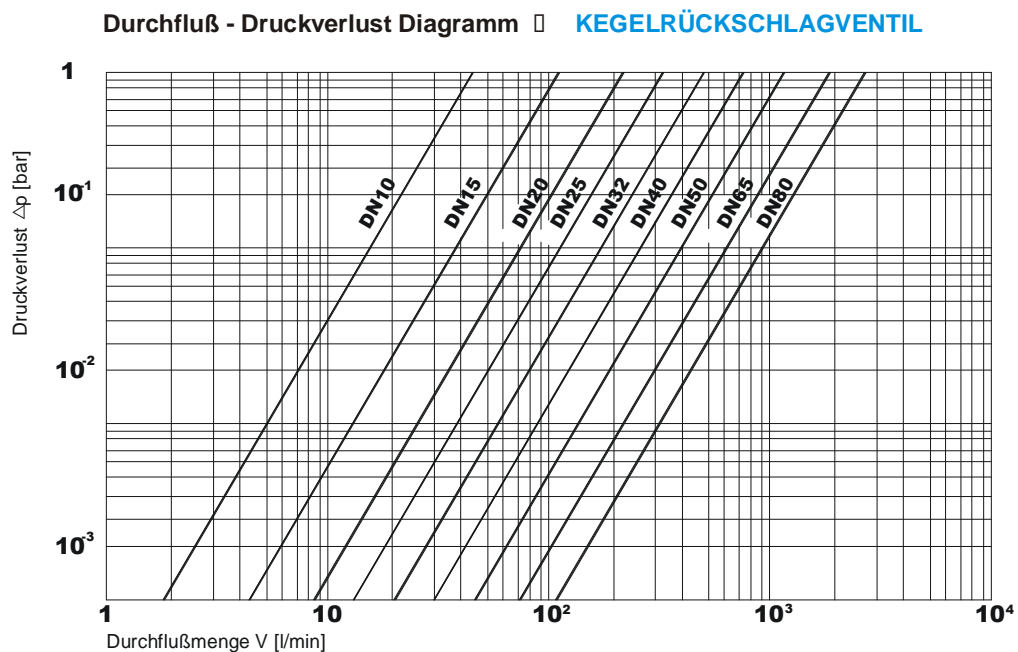 Durchfluß - Druckverlust Diagramm ▯ KEGELRÜCKSCHLAGVENTIL
1
10⁻¹
10⁻²
10⁻³
Druckverlust △p [bar]
DN10
DN15
DN20
DN25
DN32
DN40
DN50
DN65
DN80
1 10 10² 10³ 10⁴
Durchflußmenge V [l/min]